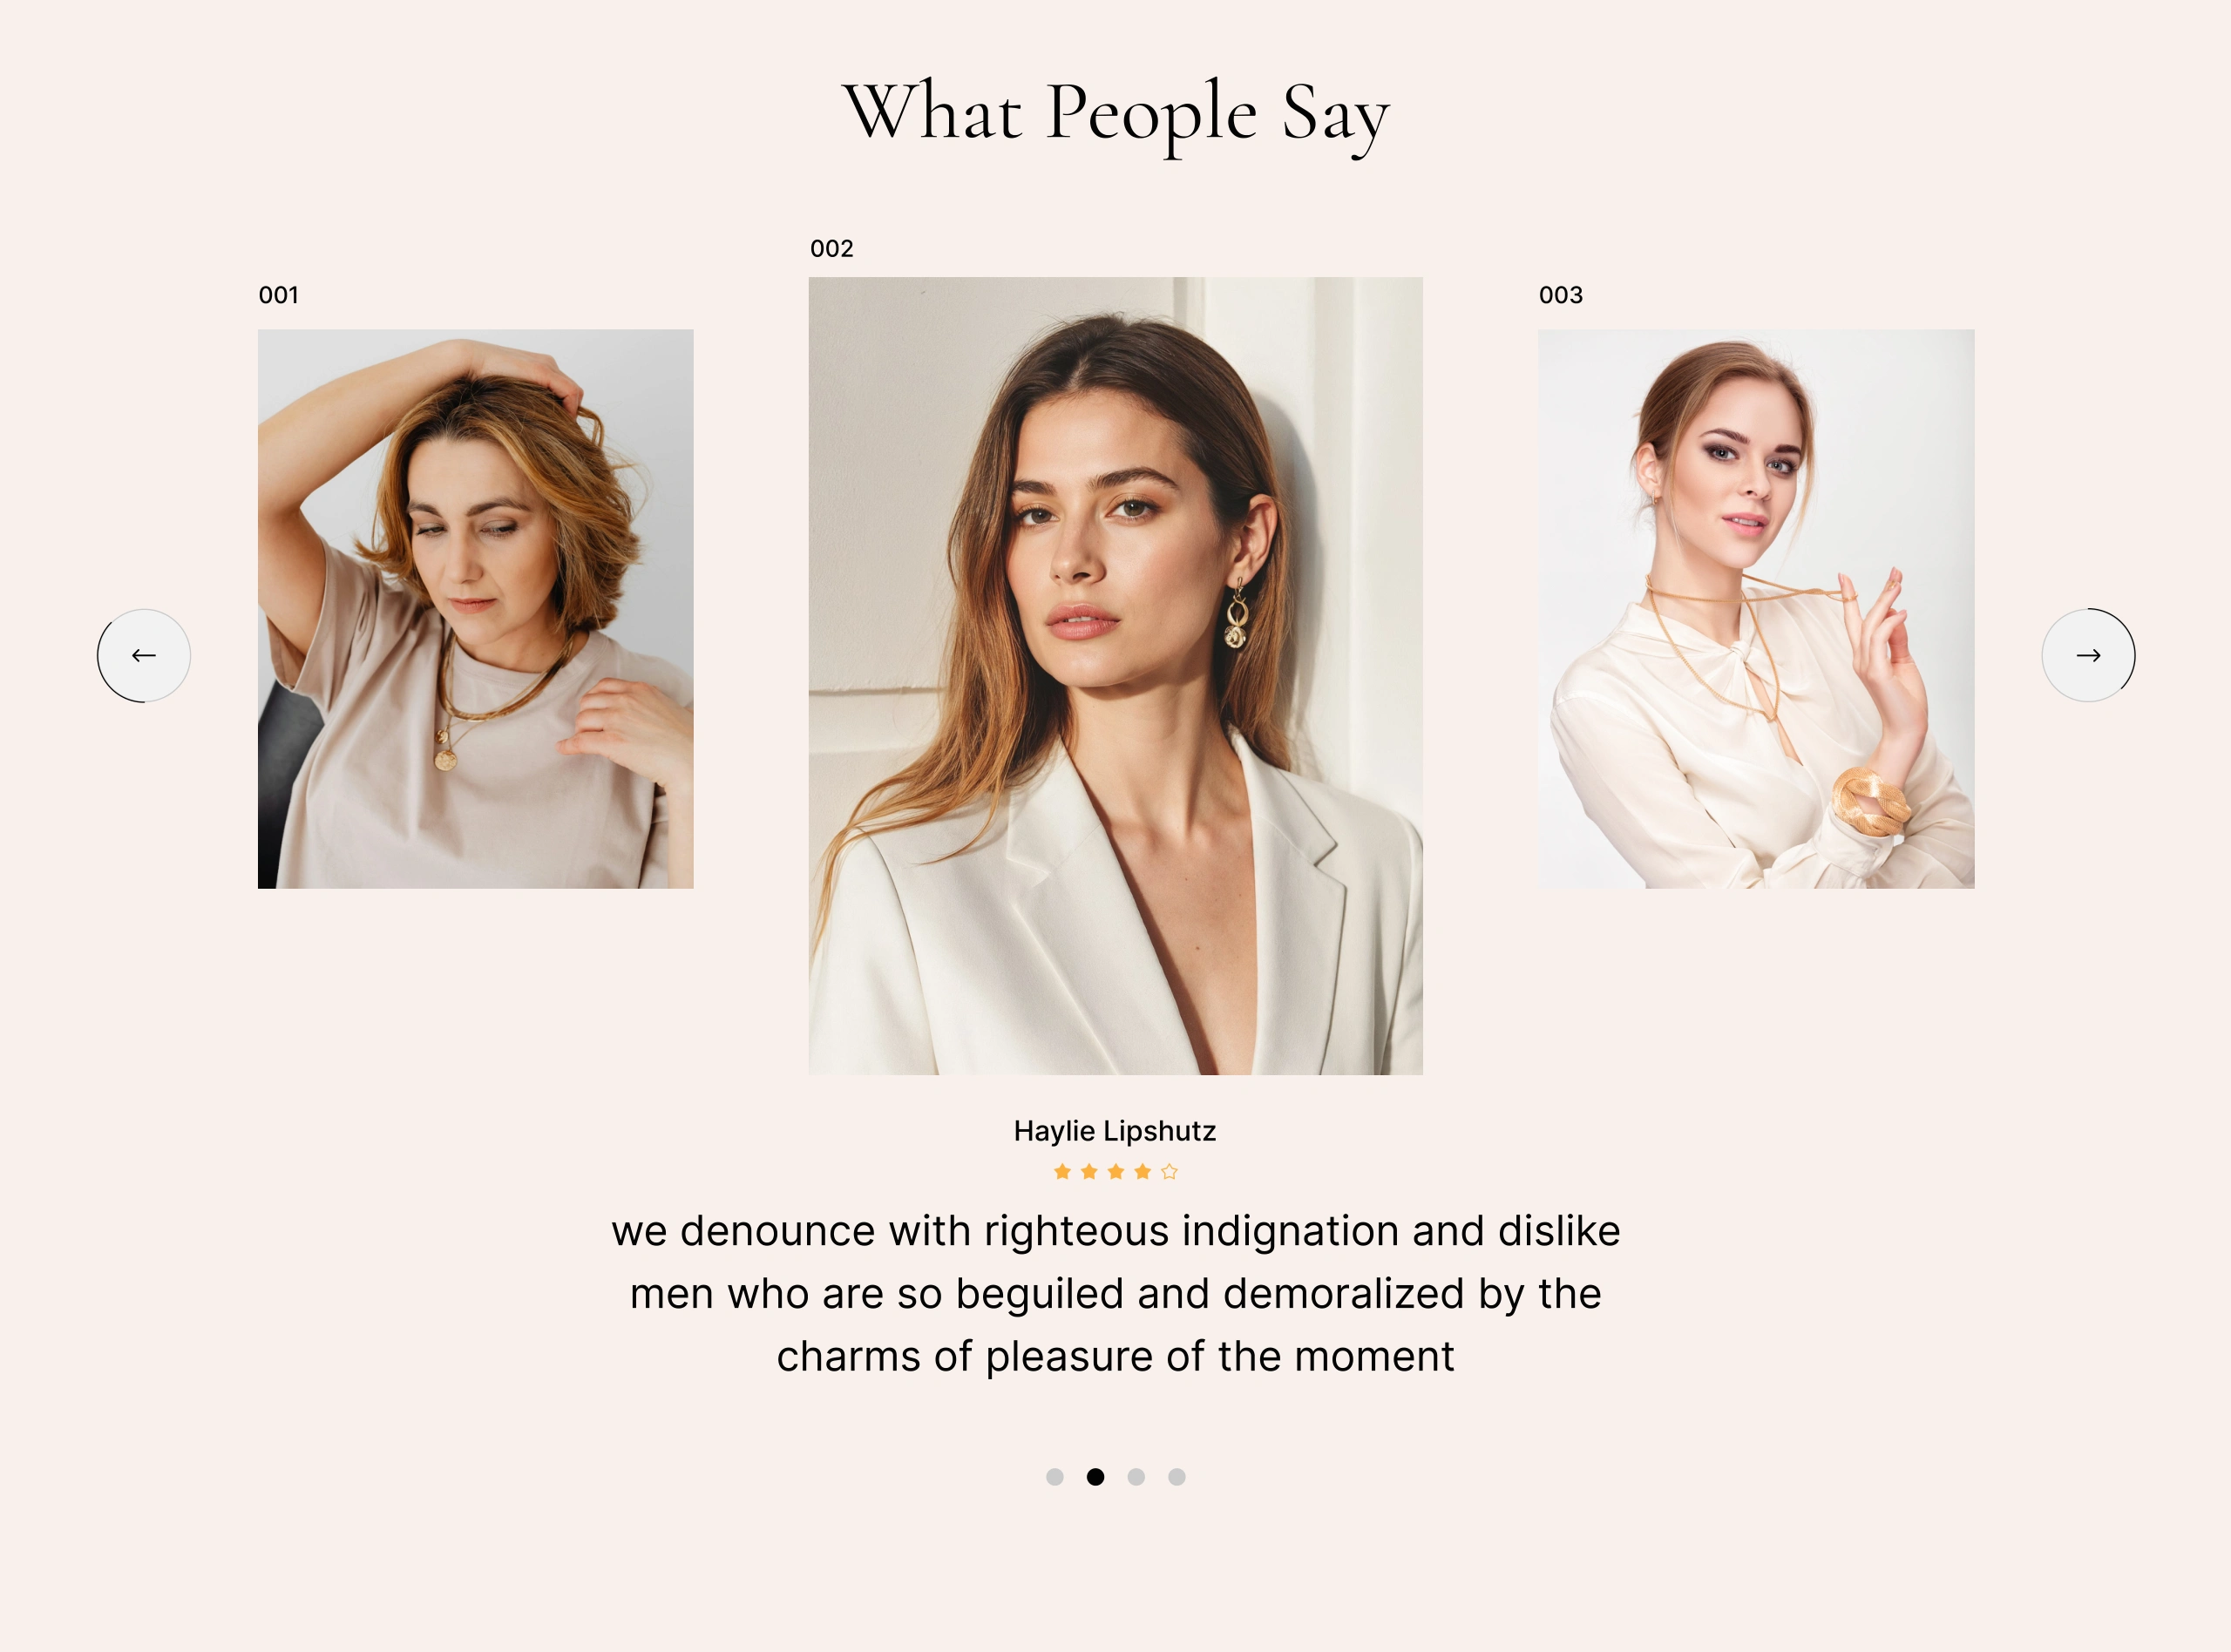 What People Say
001
002
003
Haylie Lipshutz
we denounce with righteous indignation and dislike
men who are so beguiled and demoralized by the
charms of pleasure of the moment